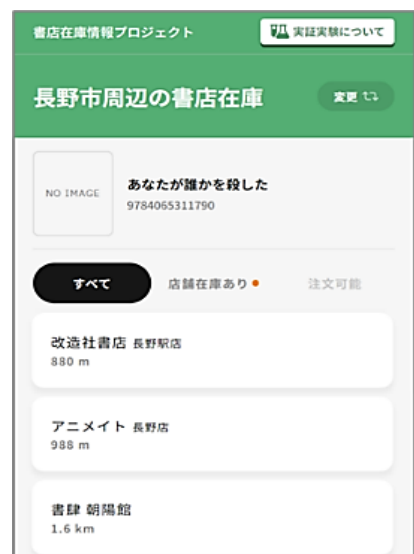 書店在庫情報プロジェクト
実証実験について
長野市周辺の書店在庫
変更
NO IMAGE
あなたが誰かを殺した
9784065311790
すべて
店舗在庫あり
注文可能
改造社書店 長野駅店
880 m
アニメイト 長野店
988 m
書肆 朝陽館
1.6 km